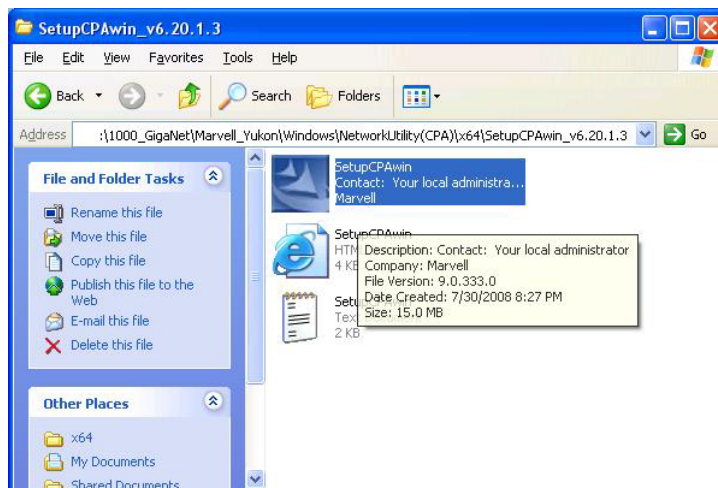 SetupCPAwin_v6.20.1.3
File Edit View Favorites Tools Help
Back Search Folders
Address :\1000_GigaNet\Marvell_Yukon\Windows\NetworkUtility(CPA)\x64\SetupCPAwin_v6.20.1.3 Go
File and Folder Tasks
Rename this file
Move this file
Copy this file
Publish this file to the
Web
E-mail this file
Delete this file
Other Places
x64
My Documents
Shared Documents
SetupCPAwin
Contact: Your local administra...
Marvell
SetupCPAwin
HTM
4 KB
Description: Contact: Your local administrator
Company: Marvell
File Version: 9.0.333.0
Date Created: 7/30/2008 8:27 PM
Size: 15.0 MB
SetupCPAwin
Tex
2 KB